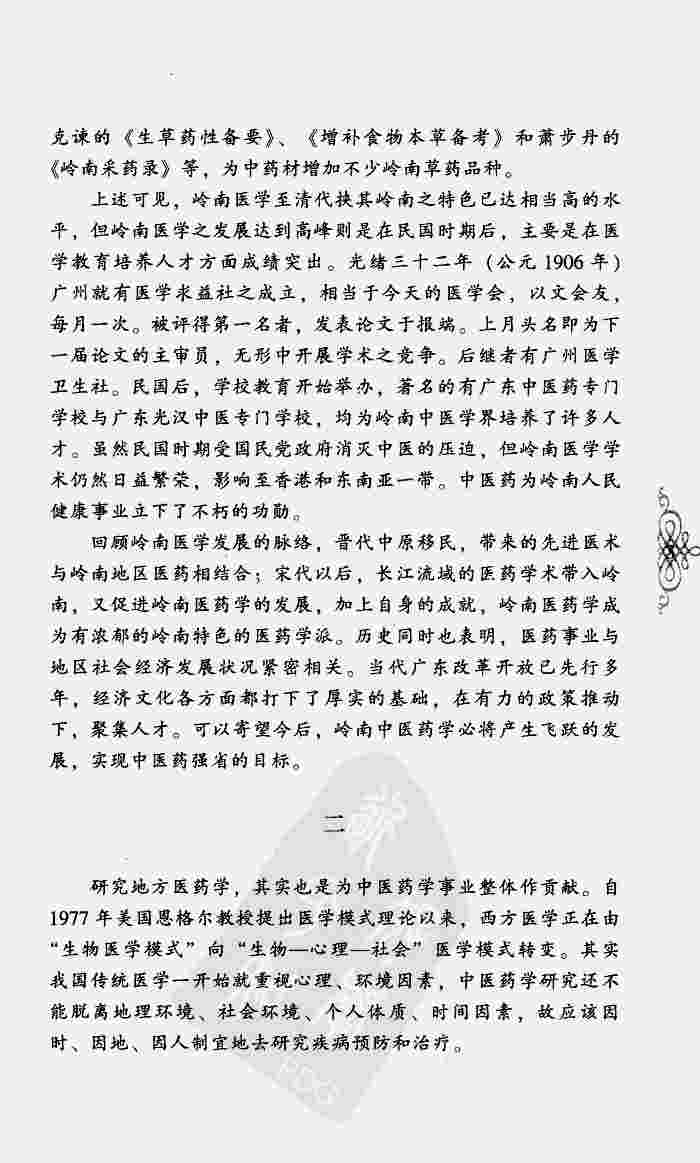 克谏的《生草药性备要》、《增补食物本草备考》和萧步丹的
《岭南采药录》等，为中药材增加不少岭南草药品种。
上述可见，岭南医学至清代挟其岭南之特色已达相当高的水
平，但岭南医学之发展达到高峰则是在民国时期后，主要是在医
学教育培养人才方面成绩突出。光绪三十二年（公元1906年）
广州就有医学求益社之成立，相当于今天的医学会，以文会友，
每月一次。被评得第一名者，发表论文于报端。上月头名即为下
一届论文的主审员，无形中开展学术之竞争。后继者有广州医学
卫生社。民国后，学校教育开始举办，著名的有广东中医药专门
学校与广东光汉中医专门学校，均为岭南中医学界培养了许多人
才。虽然民国时期受国民党政府消灭中医的压迫，但岭南医学学
术仍然日益繁荣，影响至香港和东南亚一带。中医药为岭南人民
健康事业立下了不朽的功勋。
回顾岭南医学发展的脉络，晋代中原移民，带来的先进医术
与岭南地区医药相结合；宋代以后，长江流域的医药学术带入岭
南，又促进岭南医药学的发展，加上自身的成就，岭南医药学成
为有浓郁的岭南特色的医药学派。历史同时也表明，医药事业与
地区社会经济发展状况紧密相关。当代广东改革开放已先行多
年，经济文化各方面都打下了厚实的基础，在有力的政策推动
下，聚集人才。可以寄望今后，岭南中医药学必将产生飞跃的发
展，实现中医药强省的目标。
二
研究地方医药学，其实也是为中医药学事业整体作贡献。自
1977年美国恩格尔教授提出医学模式理论以来，西方医学正在由
“生物医学模式”向“生物—心理—社会”医学模式转变。其实
我国传统医学一开始就重视心理、环境因素，中医药学研究还不
能脱离地理环境、社会环境、个人体质、时间因素，故应该因
时、因地、因人制宜地去研究疾病预防和治疗。